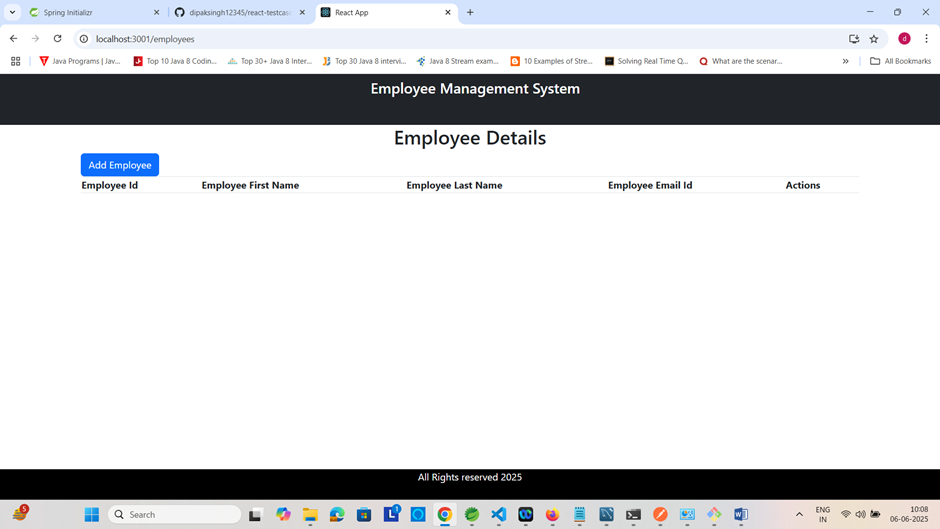 Spring Initializr
dipaksingh12345/react-testcase
React App
localhost:3001/employees
d
Java Programs | Jav...
Top 10 Java 8 Codin...
Top 30+ Java 8 Inter...
Top 30 Java 8 intervi...
Java 8 Stream exam...
10 Examples of Stre...
Solving Real Time Q...
What are the scenar...
All Bookmarks
Employee Management System
Employee Details
Add Employee
Employee Id Employee First Name Employee Last Name Employee Email Id Actions
All Rights reserved 2025
5
Search
1
ENG
IN
10:08
06-06-2025